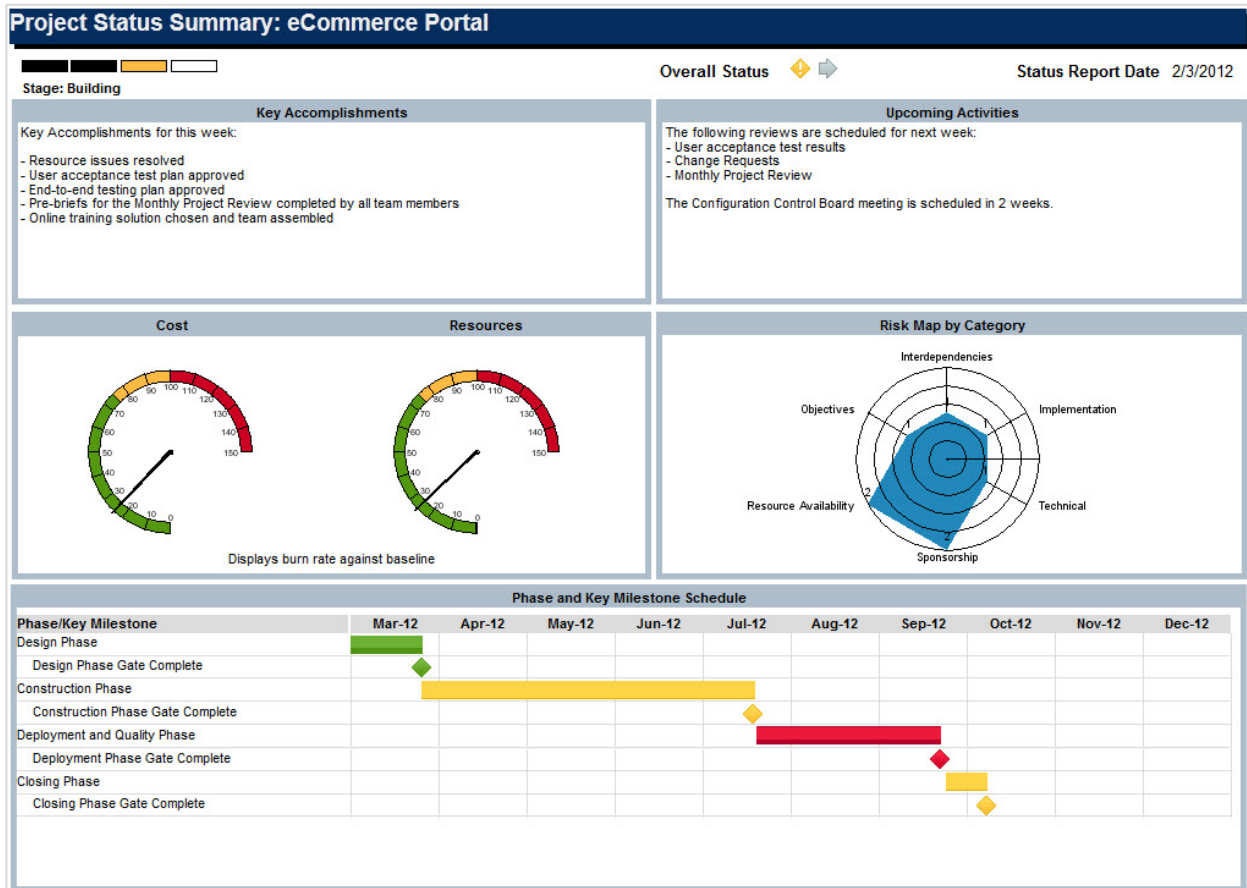 Project Status Summary: eCommerce Portal
Overall Status
Status Report Date 2/3/2012
Stage: Building
Key Accomplishments
Key Accomplishments for this week:
- Resource issues resolved
- User acceptance test plan approved
- End-to-end testing plan approved
- Pre-briefs for the Monthly Project Review completed by all team members
- Online training solution chosen and team assembled
Upcoming Activities
The following reviews are scheduled for next week:
- User acceptance test results
- Change Requests
- Monthly Project Review
The Configuration Control Board meeting is scheduled in 2 weeks.
Cost
0
10
20
30
40
50
60
70
80
90
100
110
120
130
140
150
Resources
0
10
20
30
40
50
60
70
80
90
100
110
120
130
140
150
Displays burn rate against baseline
Risk Map by Category
Interdependencies
1
Objectives
1
Implementation
1
Resource Availability
2
Technical
1
2
Sponsorship
Phase and Key Milestone Schedule
Phase/Key Milestone Mar-12 Apr-12 May-12 Jun-12 Jul-12 Aug-12 Sep-12 Oct-12 Nov-12 Dec-12
Design Phase
Design Phase Gate Complete
Construction Phase
Construction Phase Gate Complete
Deployment and Quality Phase
Deployment Phase Gate Complete
Closing Phase
Closing Phase Gate Complete